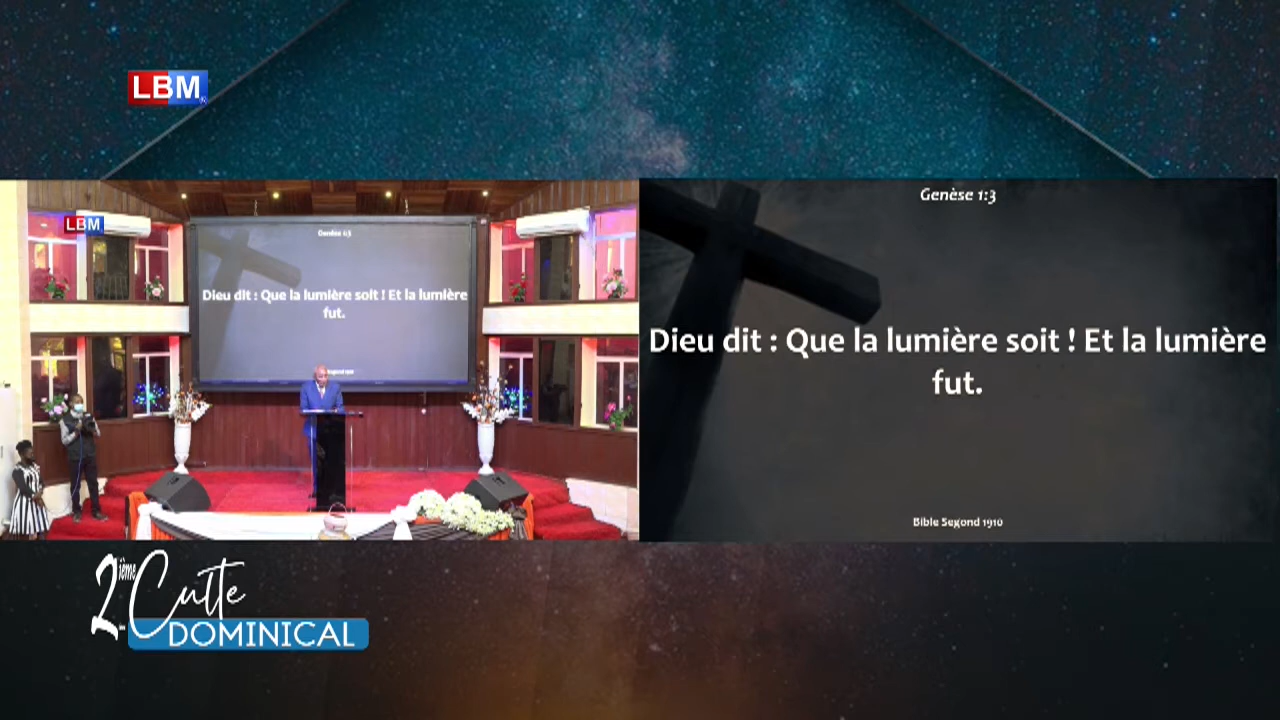 LBM
LBM
Genèse 1:3
Dieu dit : Que la lumière soit ! Et la lumière
fut.
Genèse 1:3
Dieu dit : Que la lumière soit ! Et la lumière
fut.
Bible Segond 1910
2ième Culte
DOMINICAL